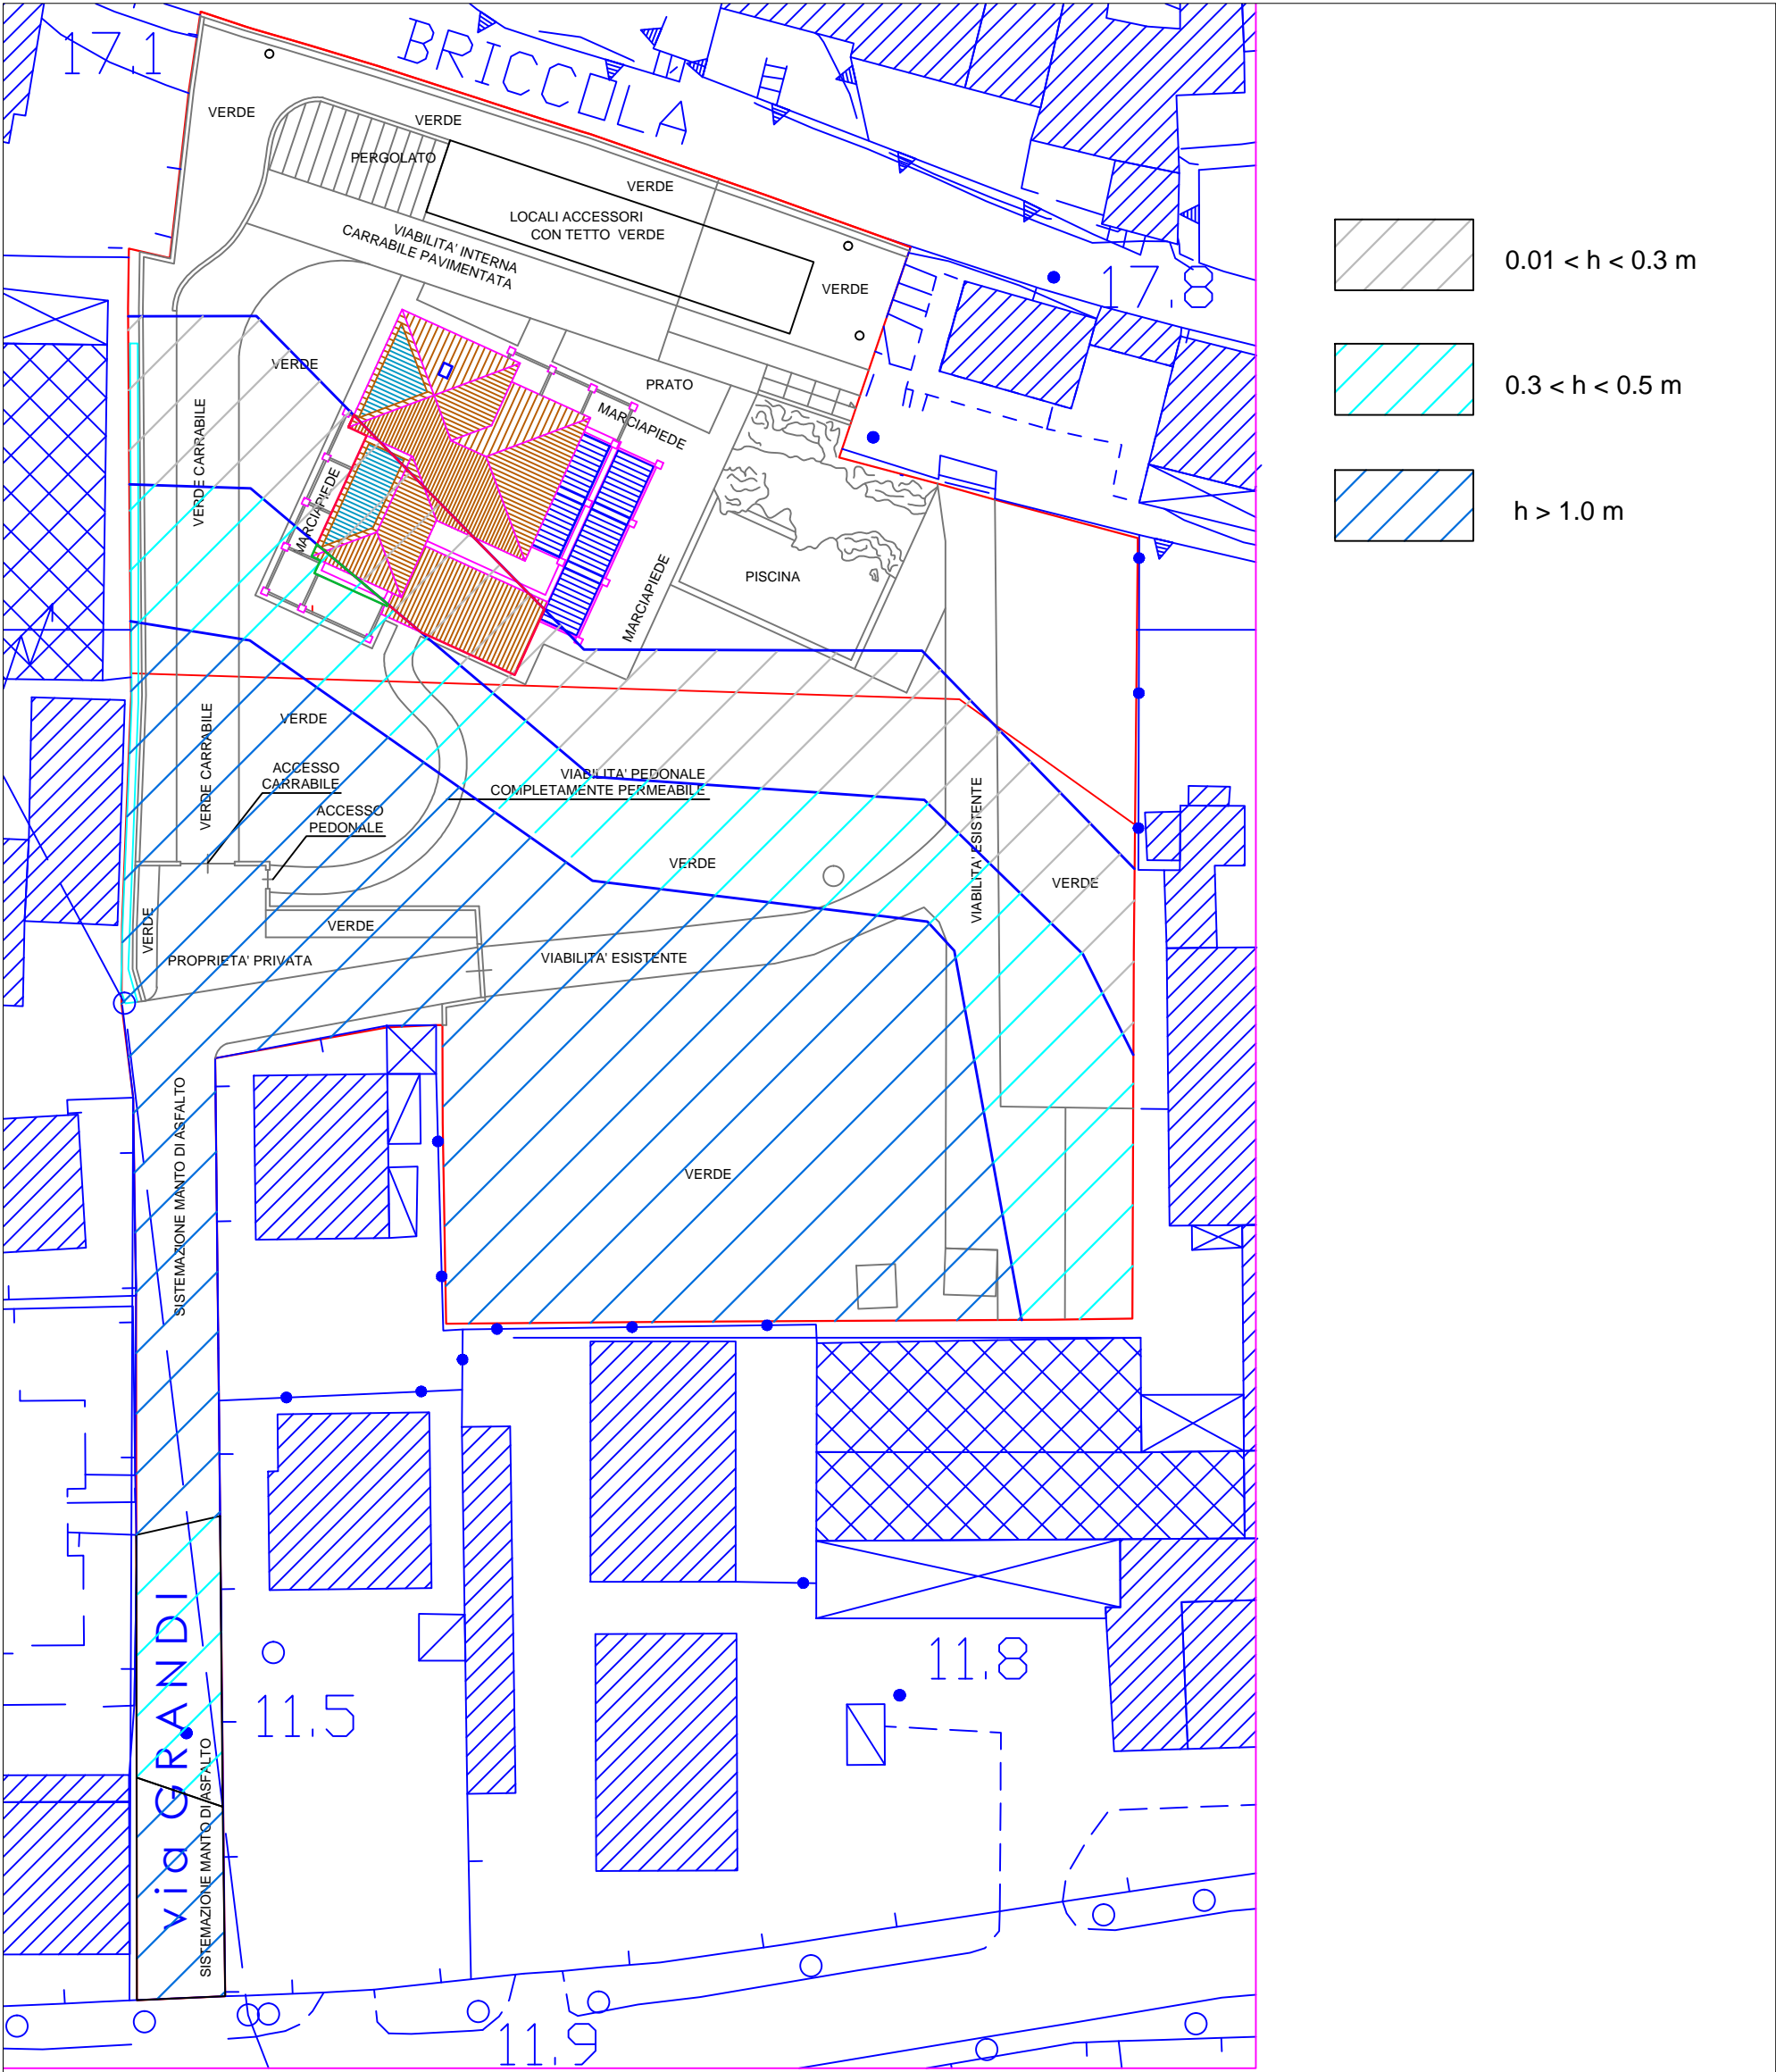 17.1
BRICCOLA
VERDE
VERDE
PERGOLATO
VERDE
LOCALI ACCESSORI
CON TETTO VERDE
VIABILITA' INTERNA
CARRABILE PAVIMENTATA
VERDE
17.8
0.01 < h < 0.3 m
VERDE
PRATO
0.3 < h < 0.5 m
MARCIAPIEDE
VERDE CARRABILE
MARCIAPIEDE
h > 1.0 m
PISCINA
MARCIAPIEDE
VERDE
VERDE CARRABILE
ACCESSO
CARRABILE
VIABILITA' PEDONALE
COMPLETAMENTE PERMEABILE
ACCESSO
PEDONALE
VIABILITA' ESISTENTE
VERDE
VERDE
VERDE
VERDE
PROPRIETA' PRIVATA
VIABILITA' ESISTENTE
SISTEMAZIONE MANTO DI ASFALTO
VERDE
via GRANDI
11.5
11.8
SISTEMAZIONE MANTO DI ASFALTO
11.9